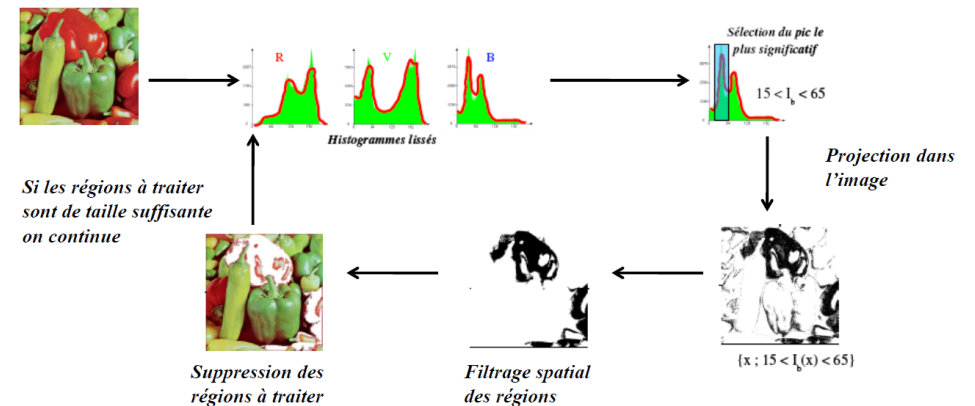 R
V
B
Histogrammes lissés
Sélection du pic le
plus significatif
15 < I_b < 65
Projection dans
l'image
{x ; 15 < I_b(x) < 65}
Filtrage spatial
des régions
Suppression des
régions à traiter
Si les régions à traiter
sont de taille suffisante
on continue